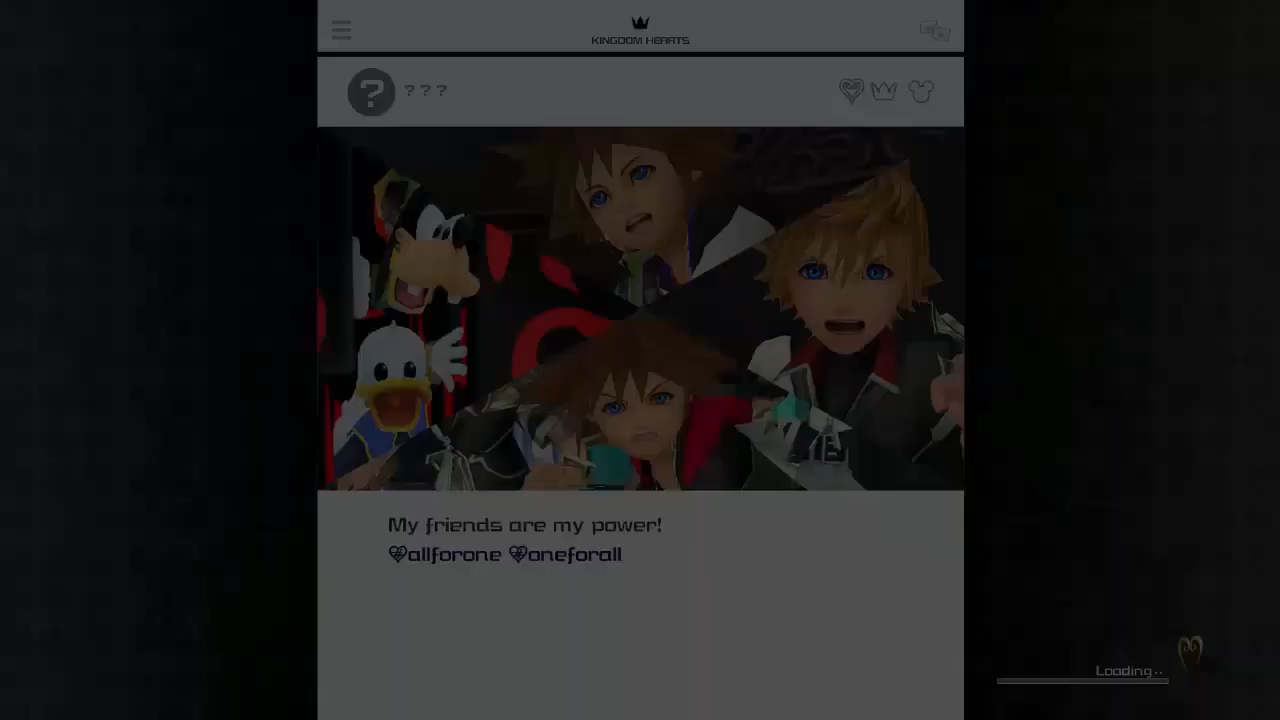 KINGDOM HEARTS
? ? ? ?
My friends are my power!
allforone oneforall
Loading..